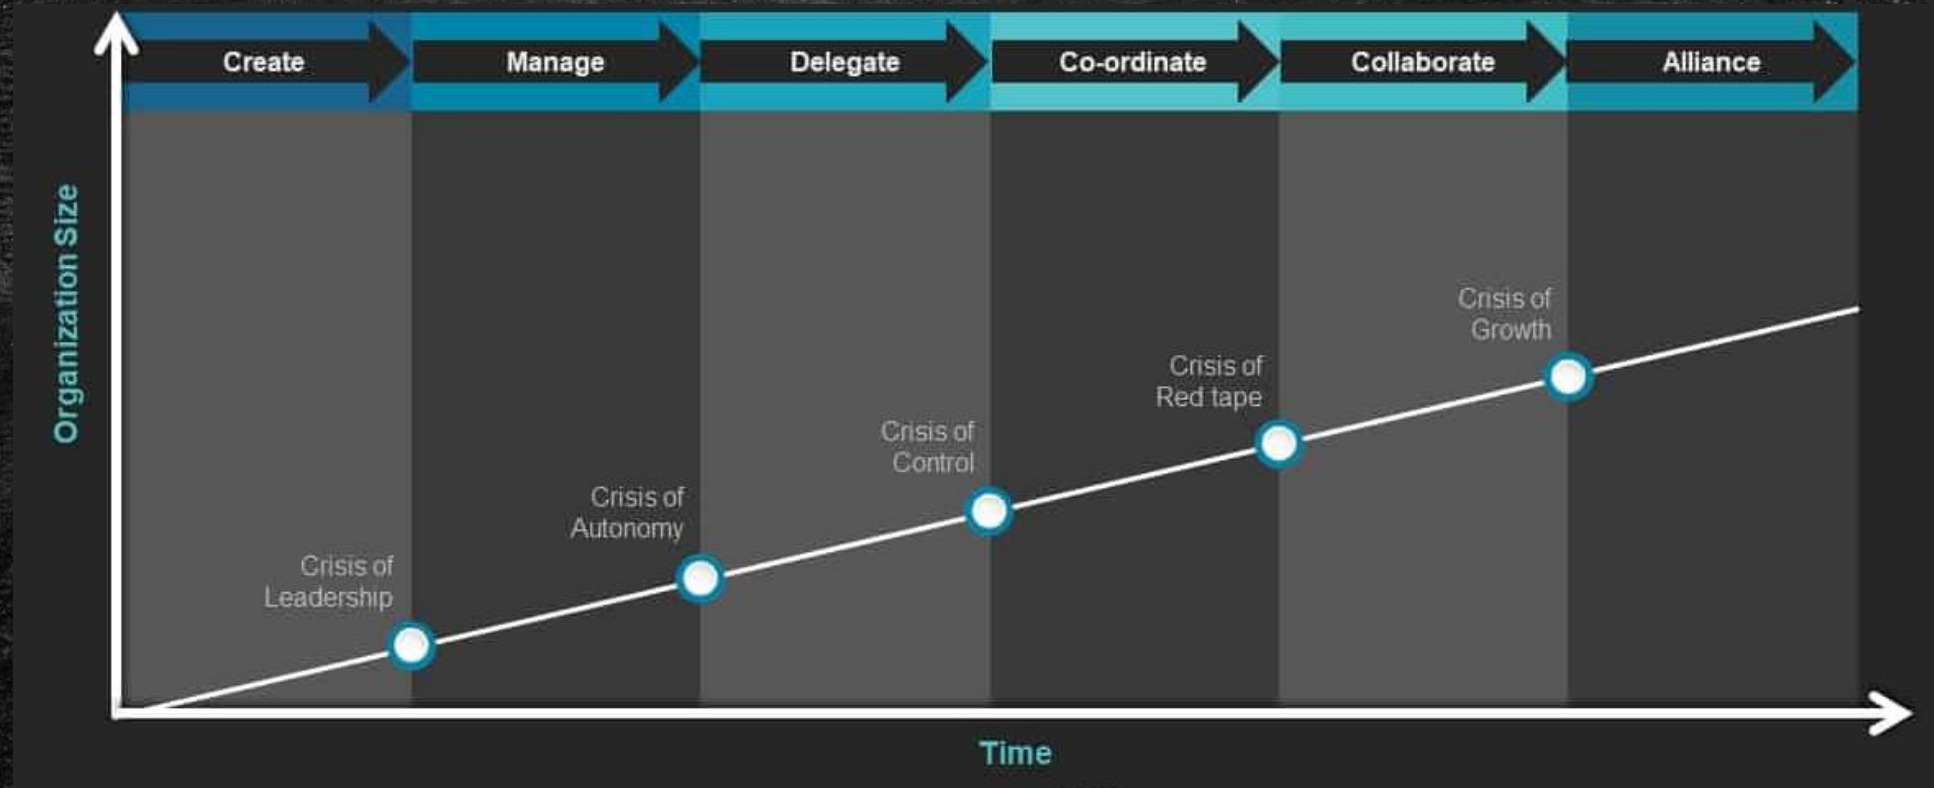 Create
Manage
Delegate
Co-ordinate
Collaborate
Alliance
Organization Size
Crisis of
Leadership
Crisis of
Autonomy
Crisis of
Control
Crisis of
Red tape
Crisis of
Growth
Time